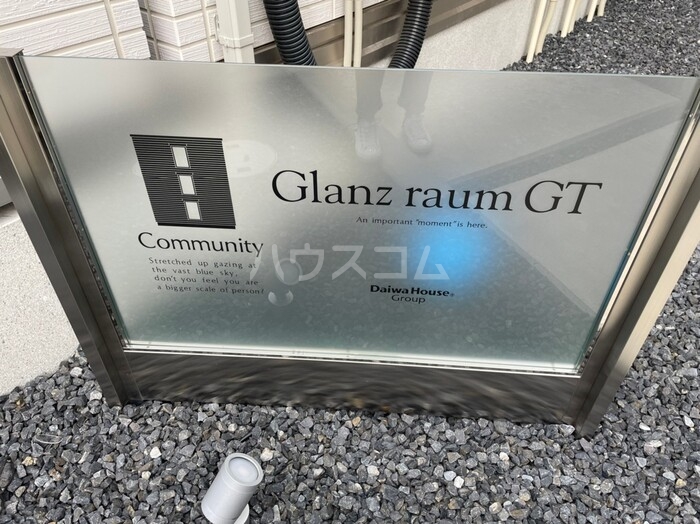 Glanz raum GT
An important "moment" is here.
Community
Stretched up gazing at
the vast blue sky,
don't you feel you are
a bigger scale of person?
ハウスコム
Daiwa House®
Group